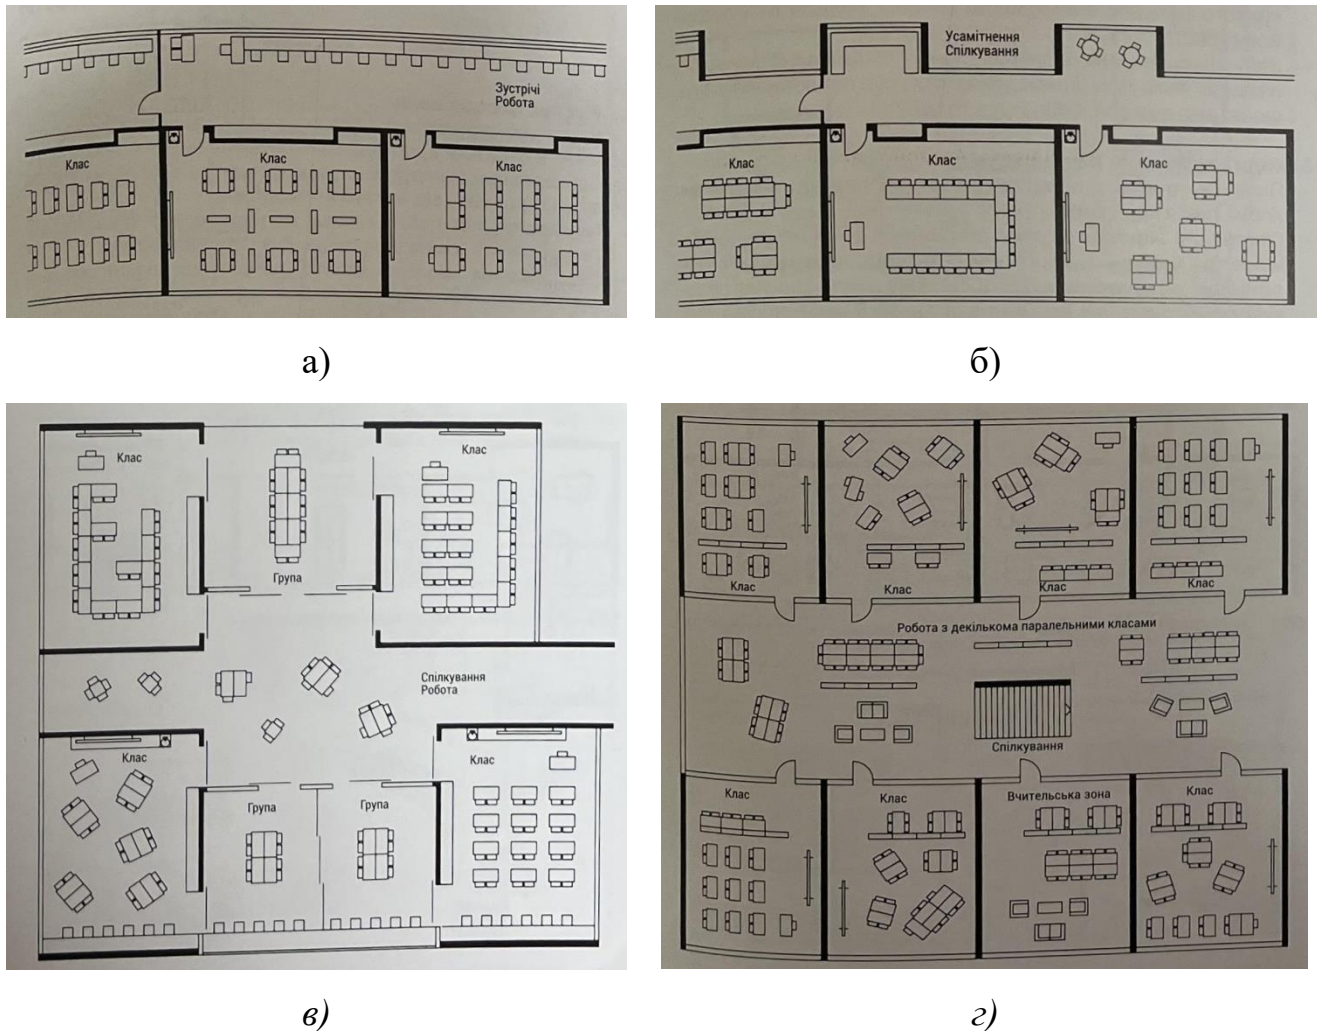 Зустрічі
Робота
Клас
Клас
Клас
а)
Усамітнення
Спілкування
Клас
Клас
Клас
б)
Клас
Клас
Група
Спілкування
Робота
Клас
Клас
Група
Група
в)
Клас
Клас
Клас
Клас
Робота з декількома паралельними класами
Спілкування
Клас
Клас
Вчительська зона
Клас
г)